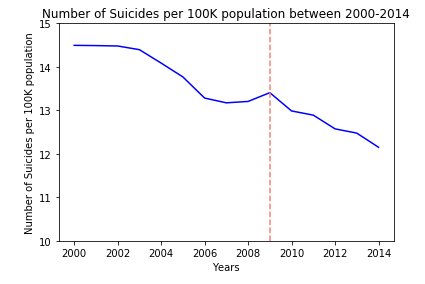 Number of Suicides per 100K population between 2000-2014
15
14
13
12
11
10
Number of Suicides per 100K population
2000 2002 2004 2006 2008 2010 2012 2014
Years